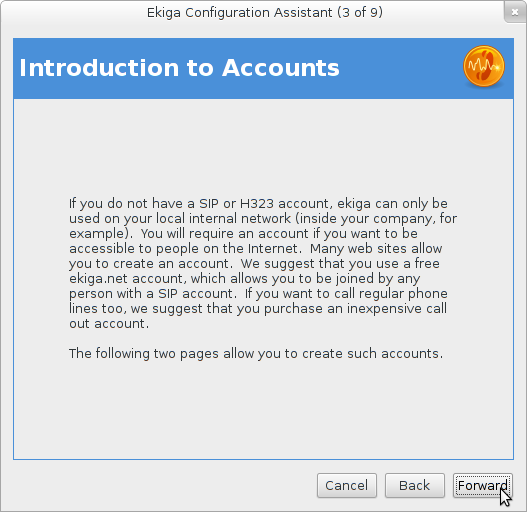 Ekiga Configuration Assistant (3 of 9)
Introduction to Accounts
If you do not have a SIP or H323 account, ekiga can only be
used on your local internal network (inside your company, for
example).  You will require an account if you want to be
accessible to people on the Internet.  Many web sites allow
you to create an account.  We suggest that you use a free
ekiga.net account, which allows you to be joined by any
person with a SIP account.  If you want to call regular phone
lines too, we suggest that you purchase an inexpensive call
out account.
The following two pages allow you to create such accounts.
Cancel Back Forward